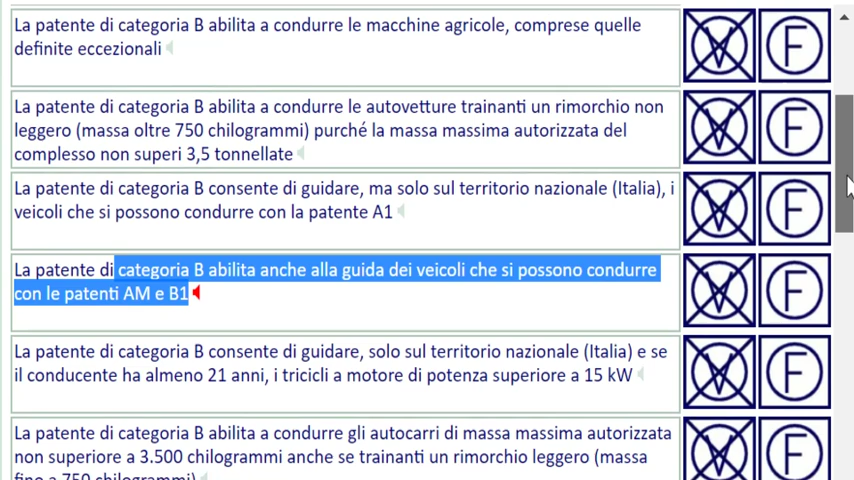 La patente di categoria B abilita a condurre le macchine agricole, comprese quelle
definite eccezionali
V F
La patente di categoria B abilita a condurre le autovetture trainanti un rimorchio non
leggero (massa oltre 750 chilogrammi) purché la massa massima autorizzata del
complesso non superi 3,5 tonnellate
V F
La patente di categoria B consente di guidare, ma solo sul territorio nazionale (Italia), i
veicoli che si possono condurre con la patente A1
V F
La patente di categoria B abilita anche alla guida dei veicoli che si possono condurre
con le patenti AM e B1
V F
La patente di categoria B consente di guidare, solo sul territorio nazionale (Italia) e se
il conducente ha almeno 21 anni, i tricicli a motore di potenza superiore a 15 kW
V F
La patente di categoria B abilita a condurre gli autocarri di massa massima autorizzata
non superiore a 3.500 chilogrammi anche se trainanti un rimorchio leggero (massa
fino a 750 chilogrammi)
V F